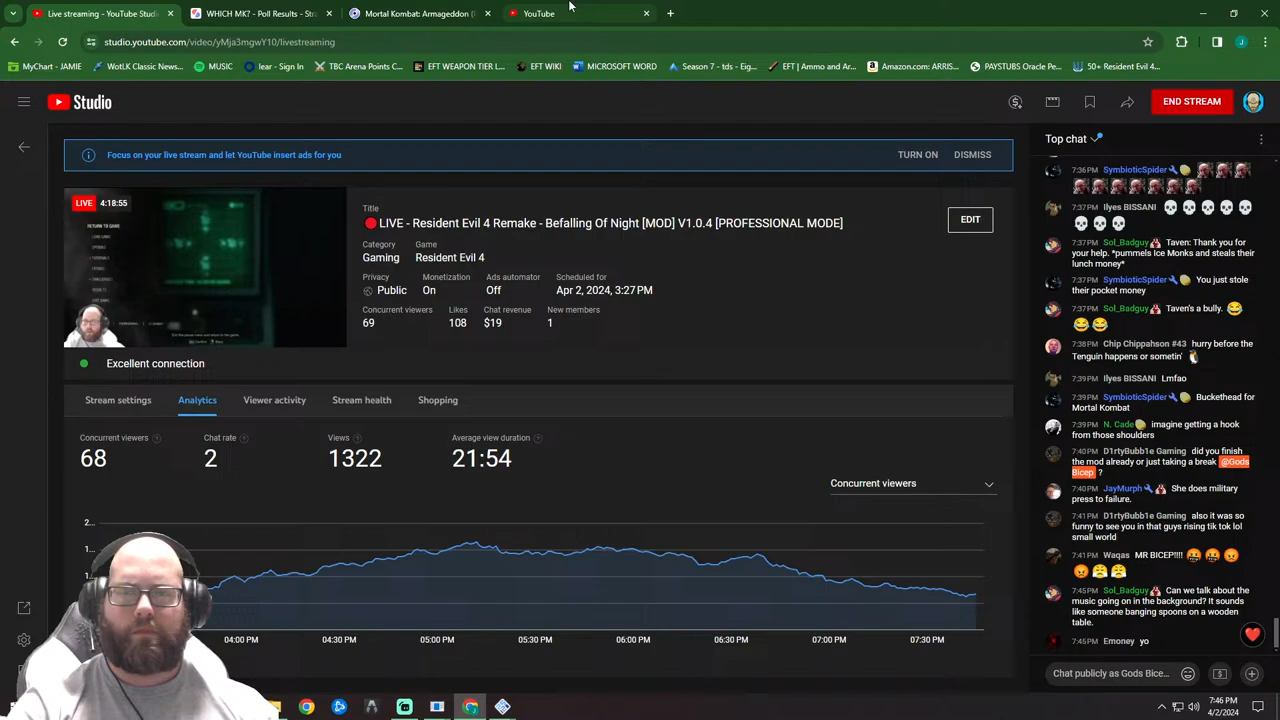 Live streaming - YouTube Studi
WHICH MK? - Poll Results - Stra
Mortal Kombat: Armageddon (
YouTube
studio.youtube.com/video/yMja3mgwY10/livestreaming
MyChart - JAMIE
WotLK Classic News...
MUSIC
Iear - Sign In
TBC Arena Points C...
EFT WEAPON TIER L...
EFT WIKI
MICROSOFT WORD
Season 7 - tds - Eig...
EFT | Ammo and Ar...
Amazon.com: ARRIS...
PAYSTUBS Oracle Pe...
50+ Resident Evil 4...
Studio
END STREAM
Focus on your live stream and let YouTube insert ads for you
TURN ON
DISMISS
LIVE
4:18:55
RETURN TO GAME
Title
LIVE - Resident Evil 4 Remake - Befalling Of Night [MOD] V1.0.4 [PROFESSIONAL MODE]
EDIT
Category
Game
Gaming
Resident Evil 4
Privacy
Monetization
Ads automator
Scheduled for
Public
On
Off
Apr 2, 2024, 3:27 PM
Concurrent viewers
Likes
Chat revenue
New members
69
108
$19
1
Excellent connection
Stream settings
Analytics
Viewer activity
Stream health
Shopping
Concurrent viewers
Chat rate
Views
Average view duration
68
2
1322
21:54
Concurrent viewers
2...
1...
1...
04:00 PM
04:30 PM
05:00 PM
05:30 PM
06:00 PM
06:30 PM
07:00 PM
07:30 PM
Top chat
7:36 PM SymbioticSpider
7:37 PM Ilyes BISSANI
7:37 PM Sol_Badguy Taven: Thank you for
your help. *pummels Ice Monks and steals their
lunch money*
7:37 PM SymbioticSpider You just stole
their pocket money
7:38 PM Sol_Badguy Taven's a bully.
7:38 PM Chip Chippahson #43 hurry before the
Tenguin happens or sometin'
7:39 PM Ilyes BISSANI Lmfao
7:39 PM SymbioticSpider Buckethead for
Mortal Kombat
7:39 PM N. Cade imagine getting a hook
from those shoulders
7:40 PM D1rtyBubb1e Gaming did you finish
the mod already or just taking a break @Gods
Bicep ?
7:40 PM JayMurph She does military
press to failure.
7:41 PM D1rtyBubb1e Gaming also it was so
funny to see you in that guys rising tik tok lol
small world
7:41 PM Waqas MR BICEP!!!!
7:45 PM Sol_Badguy Can we talk about the
music going on in the background? It sounds
like someone banging spoons on a wooden
table.
7:45 PM Emoney yo
Chat publicly as Gods Bice...
7:46 PM
4/2/2024